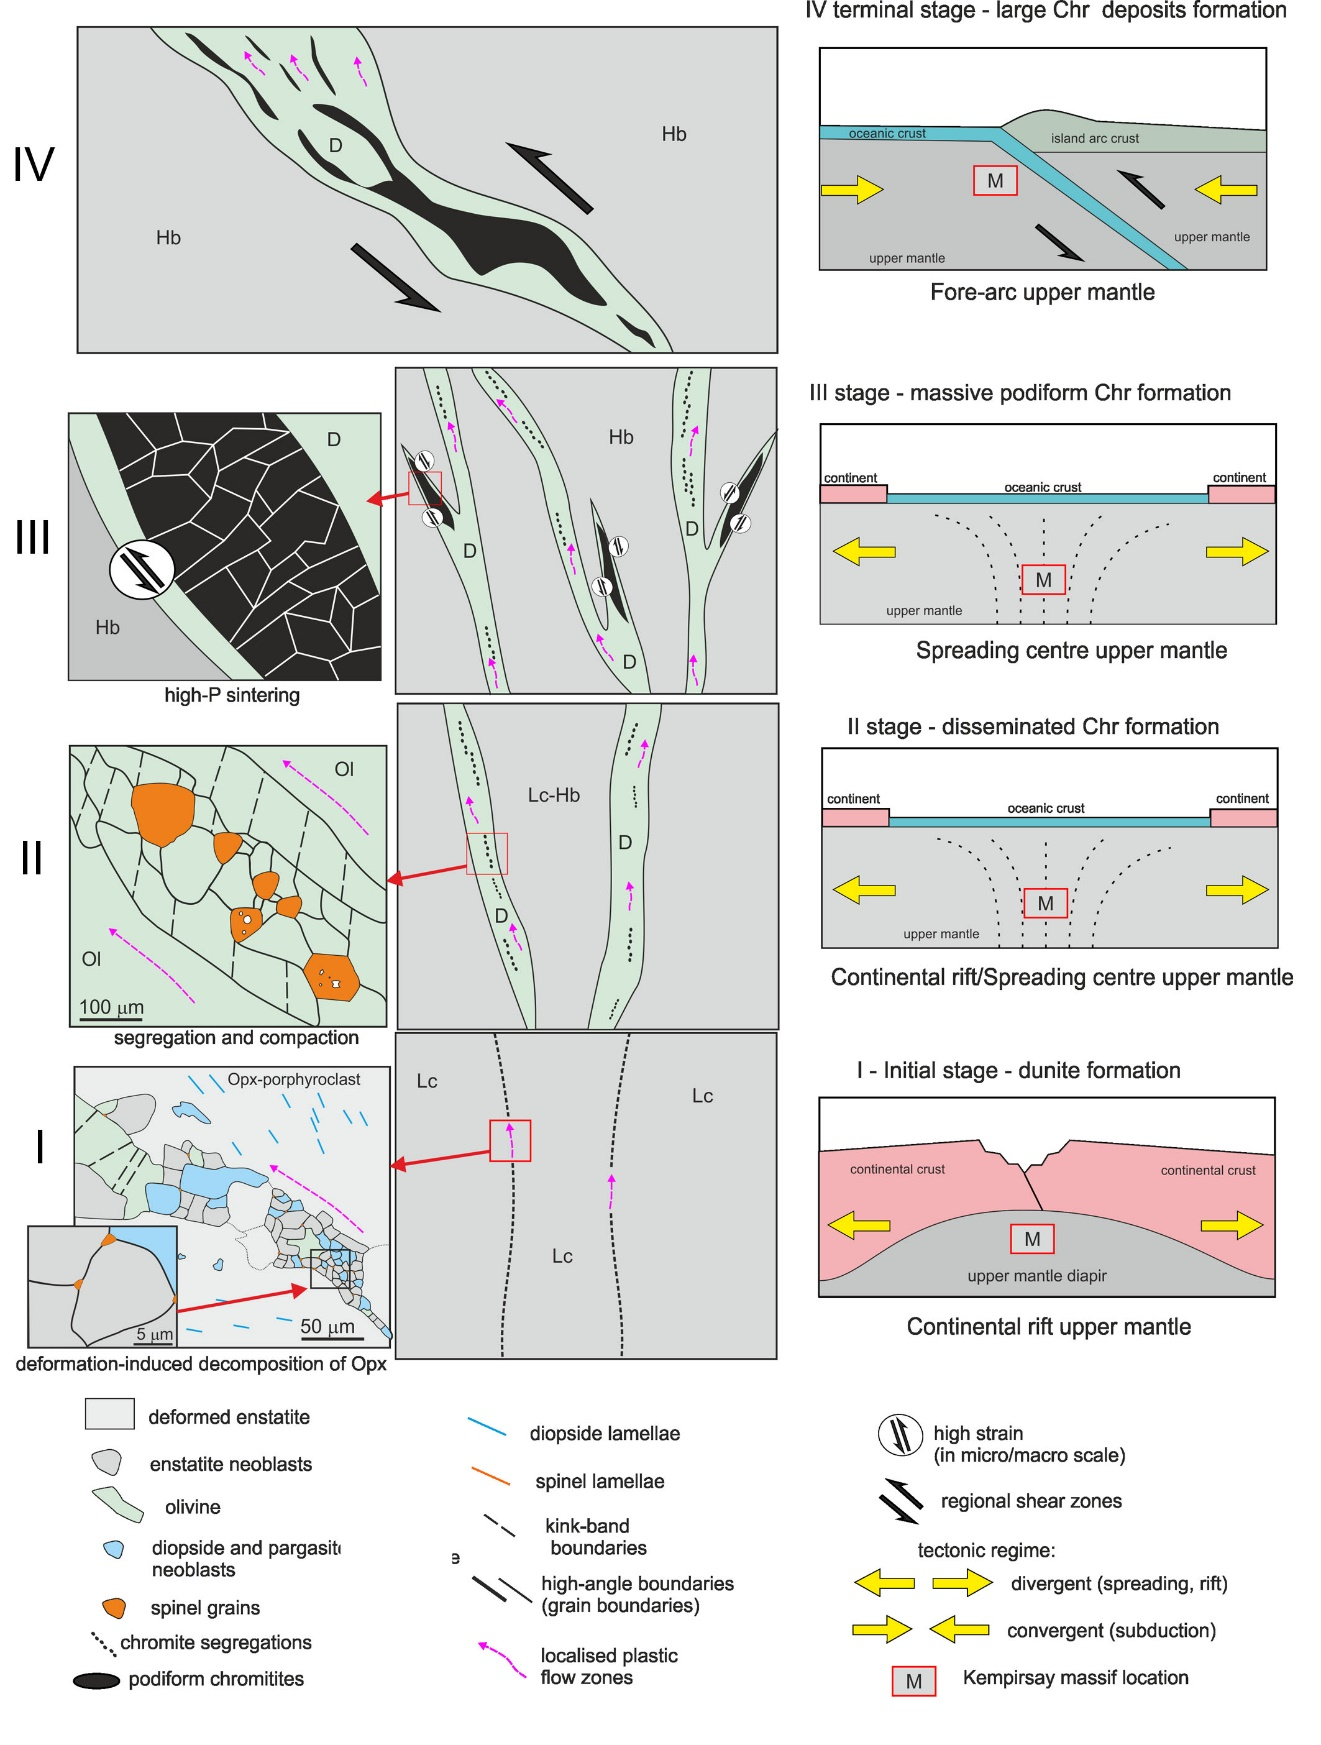 IV terminal stage - large Chr deposits formation
IV
Hb
D
Hb
oceanic crust
island arc crust
M
upper mantle
upper mantle
Fore-arc upper mantle
III
D
Hb
high-P sintering
Hb
D
D
D
III stage - massive podiform Chr formation
continent
oceanic crust
continent
M
upper mantle
Spreading centre upper mantle
II
Ol
Ol
100 μm
segregation and compaction
Lc-Hb
D
D
II stage - disseminated Chr formation
continent
oceanic crust
continent
M
upper mantle
Continental rift/Spreading centre upper mantle
I
Opx-porphyroclast
5 μm
50 μm
deformation-induced decomposition of Opx
Lc
Lc
Lc
I - Initial stage - dunite formation
continental crust
continental crust
M
upper mantle diapir
Continental rift upper mantle
deformed enstatite
enstatite neoblasts
olivine
diopside and pargasite
neoblasts
spinel grains
chromite segregations
podiform chromitites
diopside lamellae
spinel lamellae
kink-band
boundaries
e
high-angle boundaries
(grain boundaries)
localised plastic
flow zones
high strain
(in micro/macro scale)
regional shear zones
tectonic regime:
divergent (spreading, rift)
convergent (subduction)
M
Kempirsay massif location